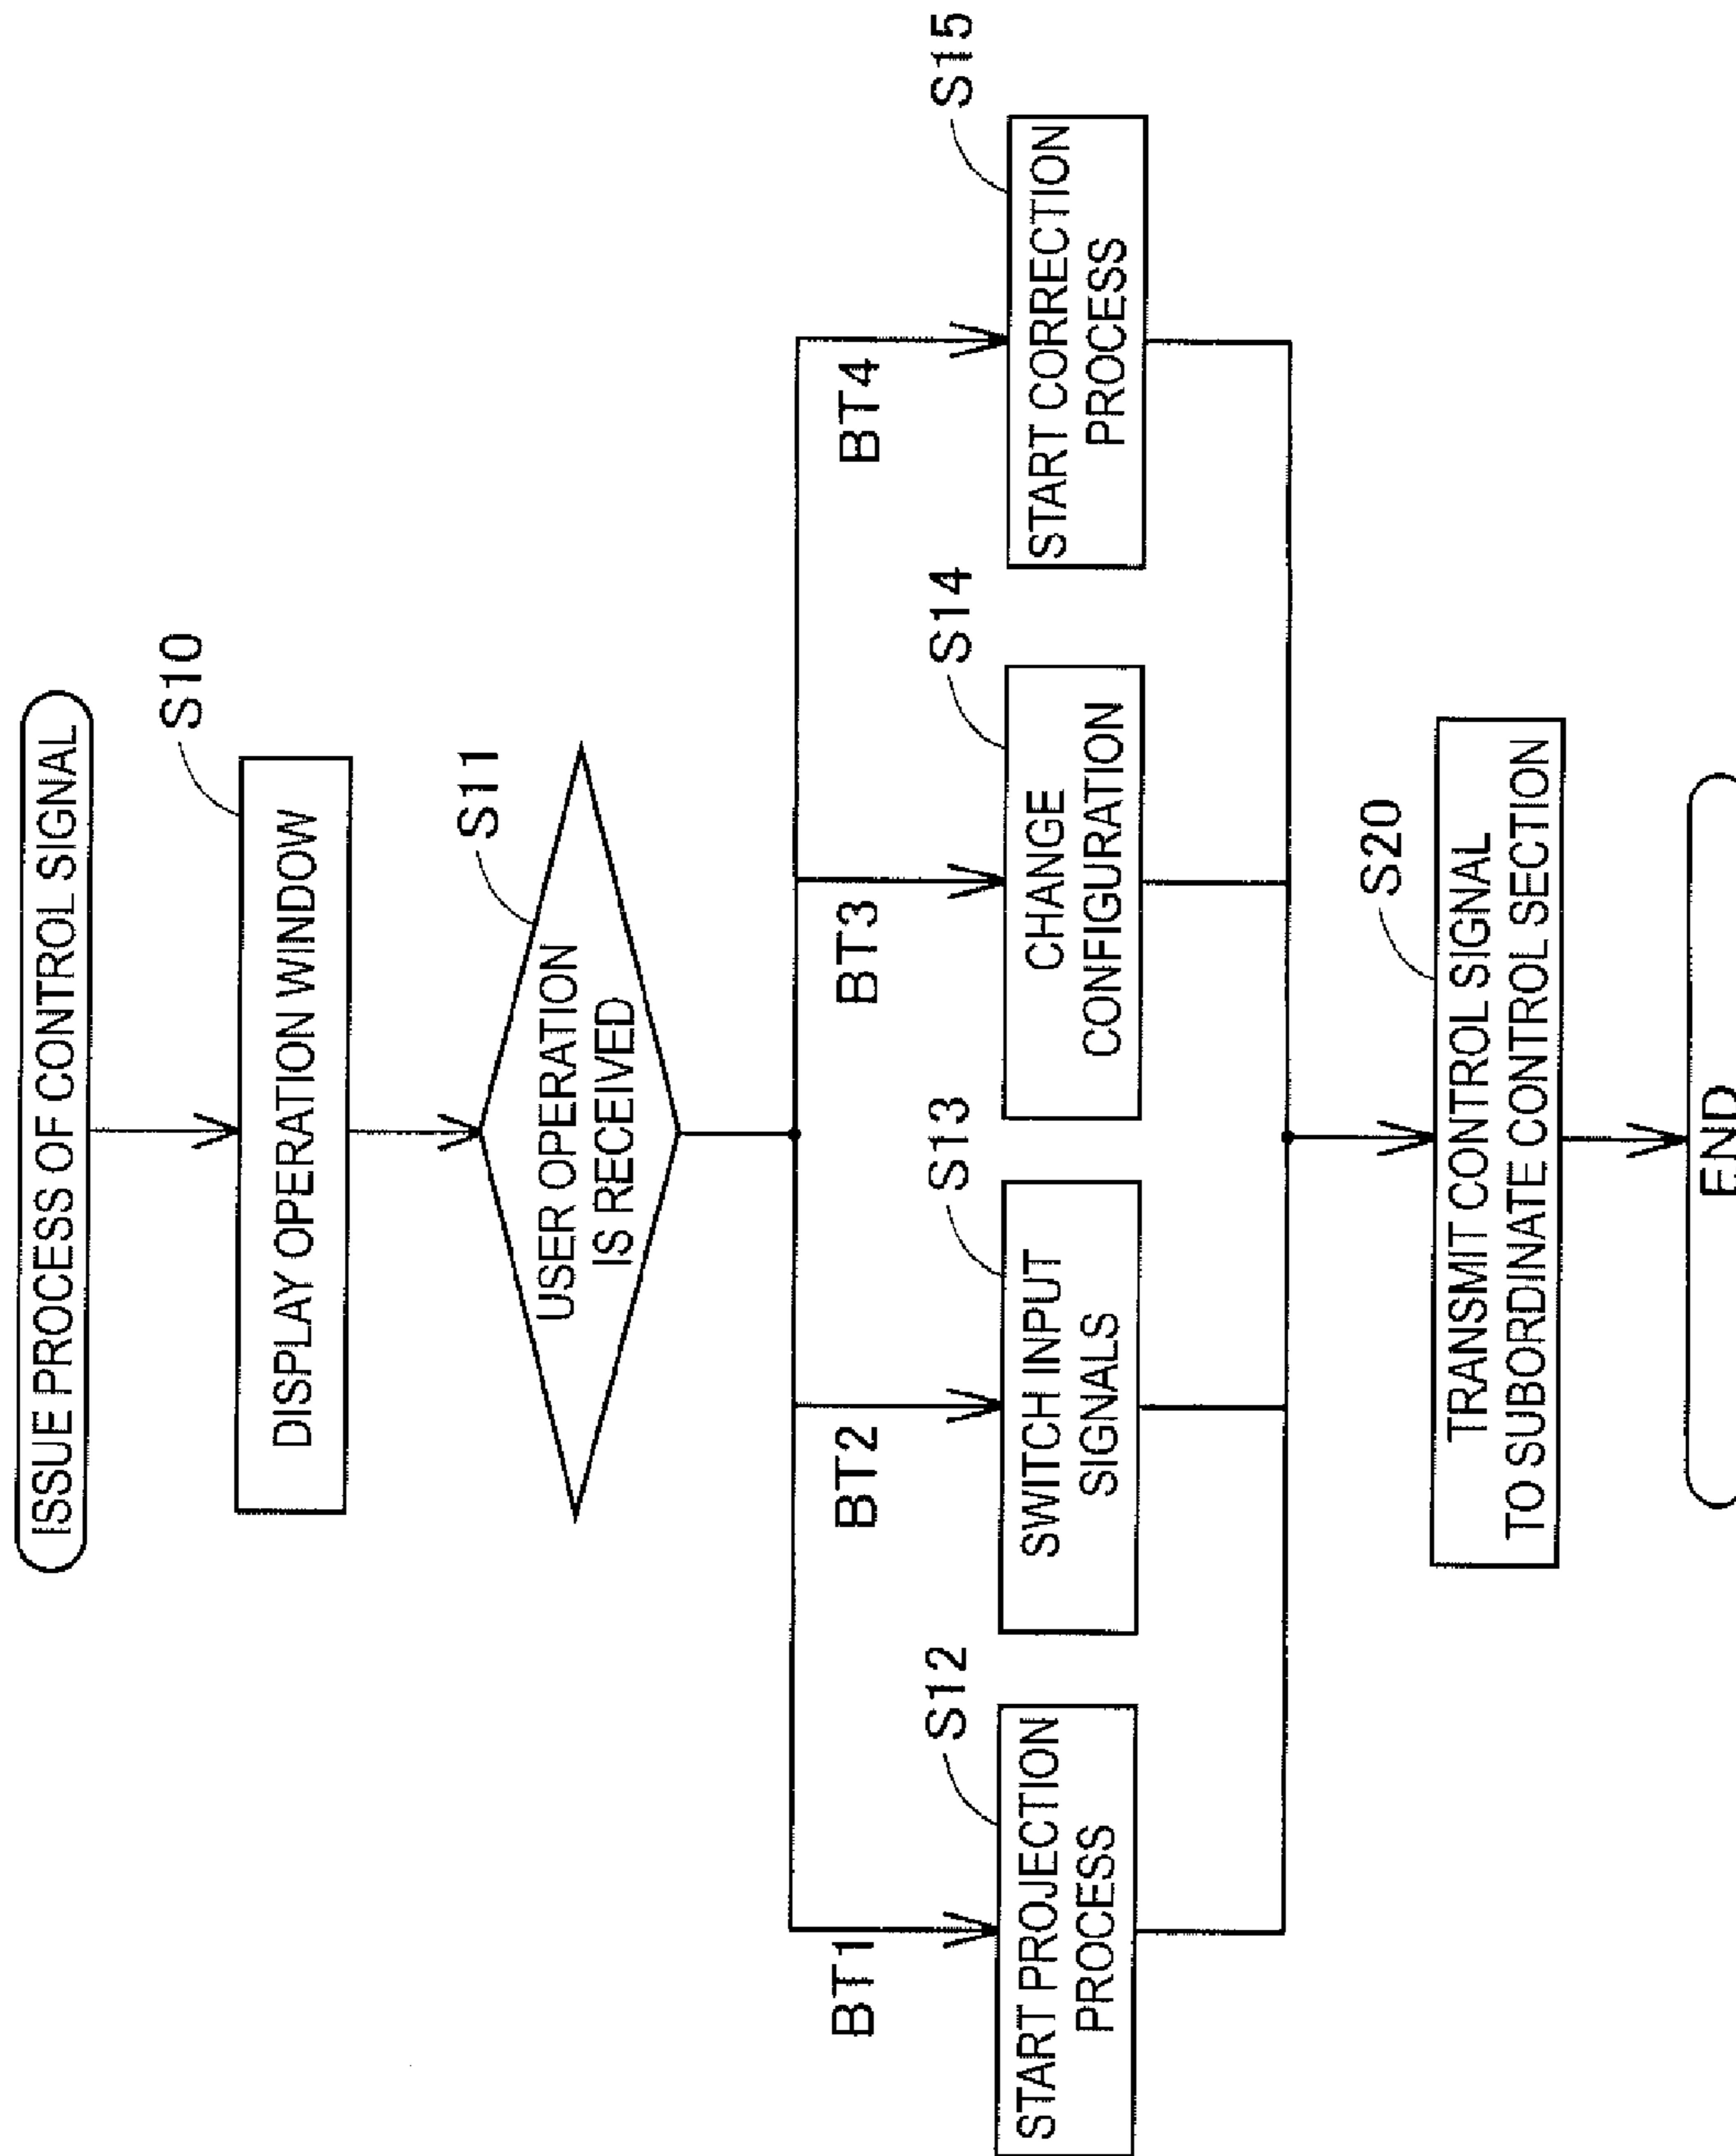 ISSUE PROCESS OF CONTROL SIGNAL
S10
DISPLAY OPERATION WINDOW
S11
USER OPERATION
IS RECEIVED
BT1
BT2
BT3
BT4
S12
START PROJECTION
PROCESS
S13
SWITCH INPUT
SIGNALS
S14
CHANGE
CONFIGURATION
S15
START CORRECTION
PROCESS
S20
TRANSMIT CONTROL SIGNAL
TO SUBORDINATE CONTROL SECTION
END